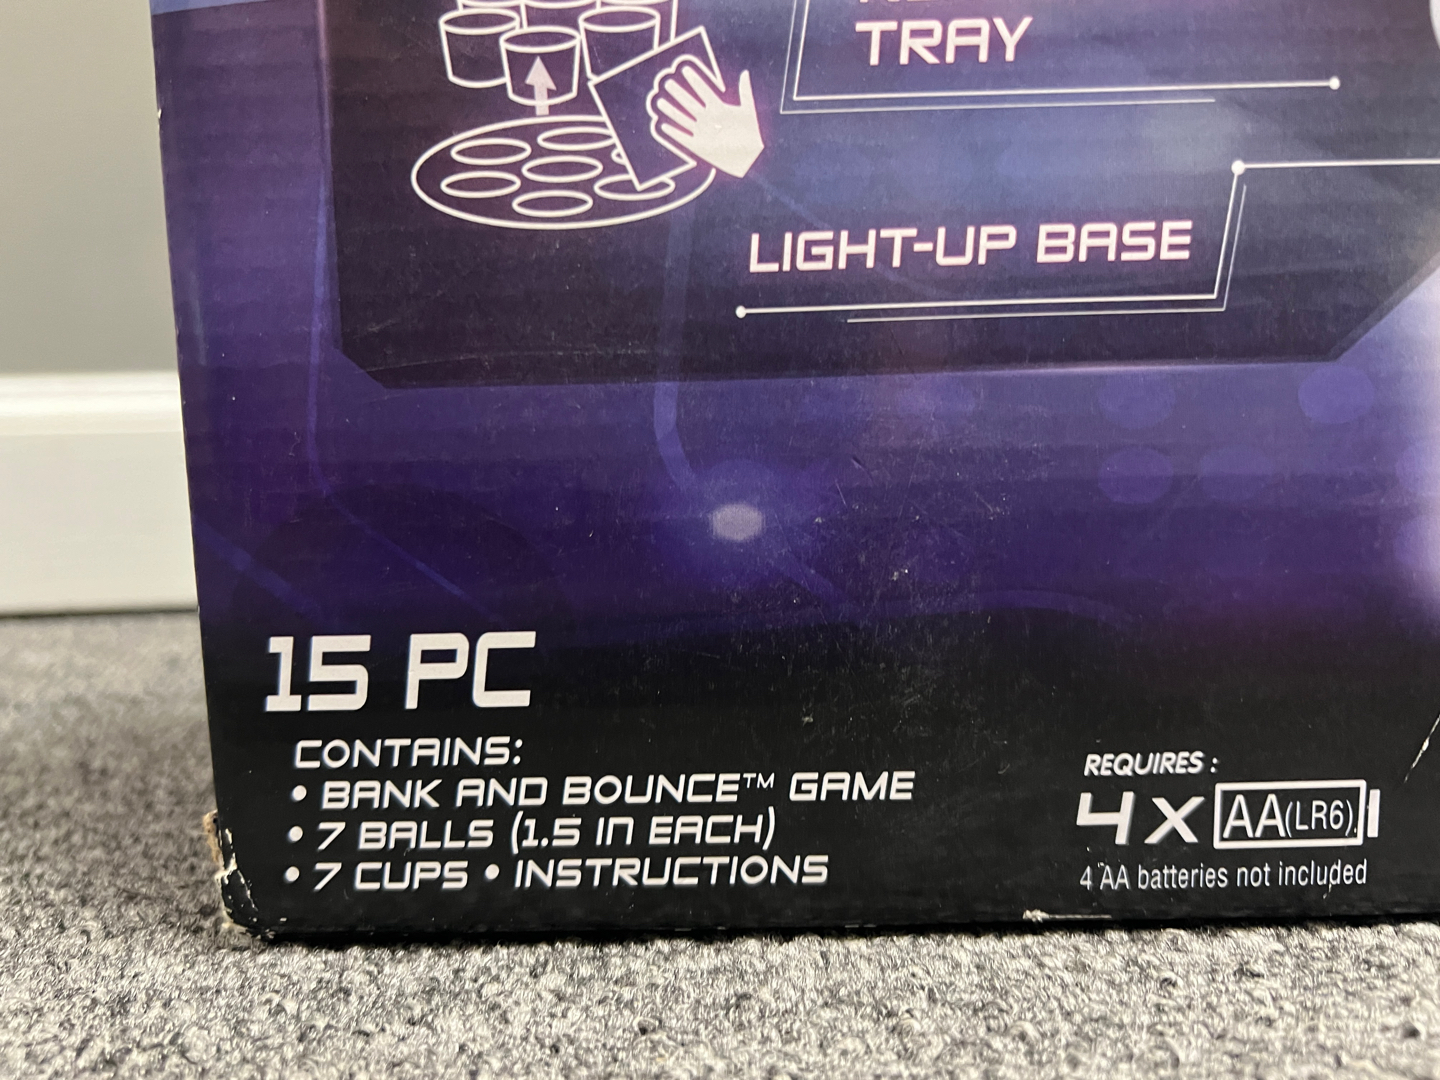 TRAY
LIGHT-UP BASE
15 PC
CONTAINS:
• BANK AND BOUNCE™ GAME
• 7 BALLS (1.5 IN EACH)
• 7 CUPS • INSTRUCTIONS
REQUIRES:
4 x AA(LR6)
4 AA batteries not included